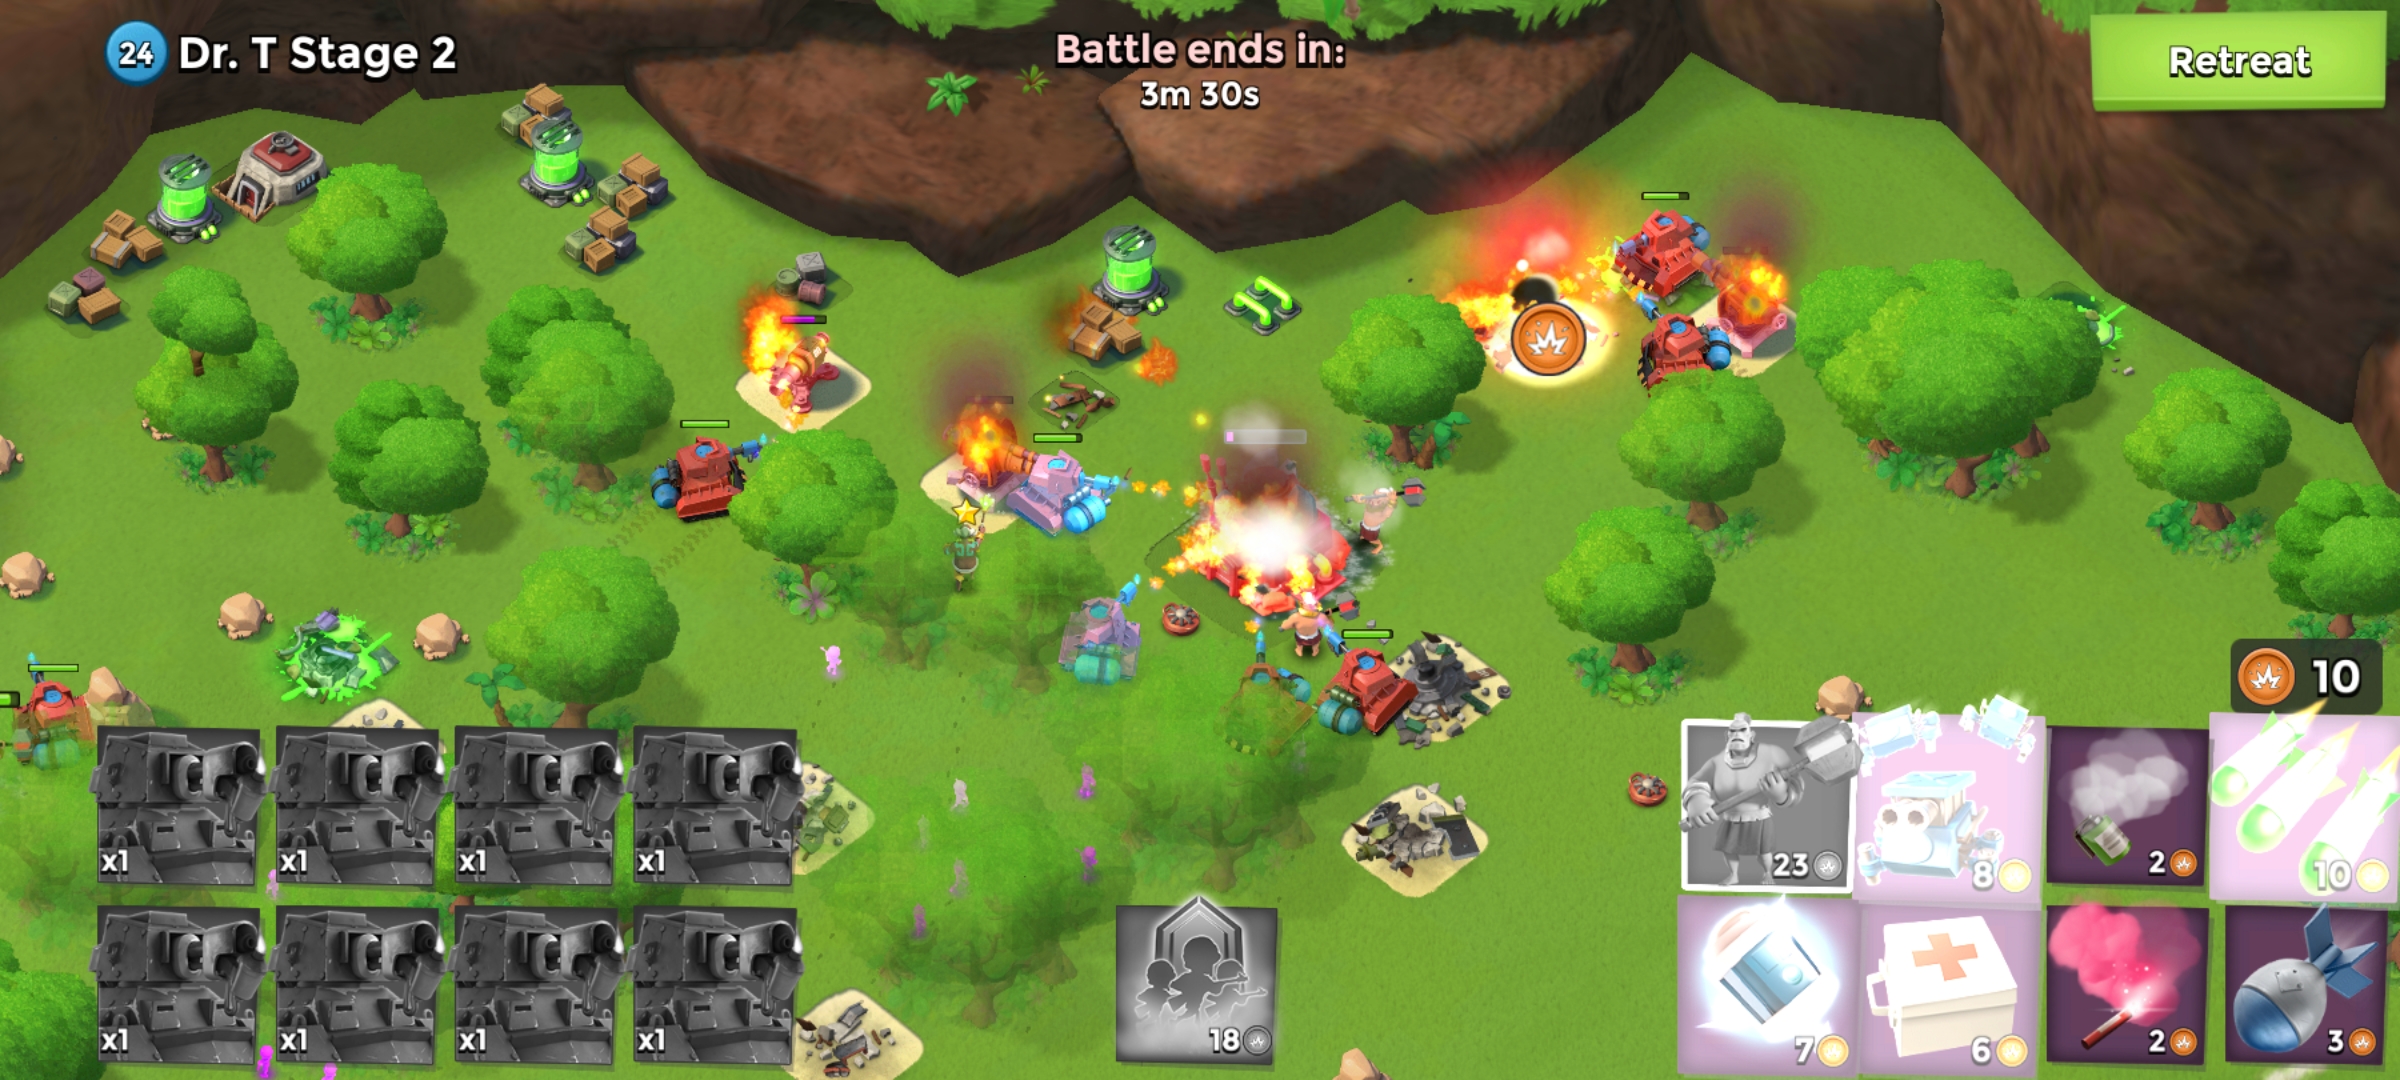 24 Dr. T Stage 2
Battle ends in:
3m 30s
Retreat
10
x1 x1 x1 x1
23 8 2 10
x1 x1 x1 x1
18
7 6 2 3